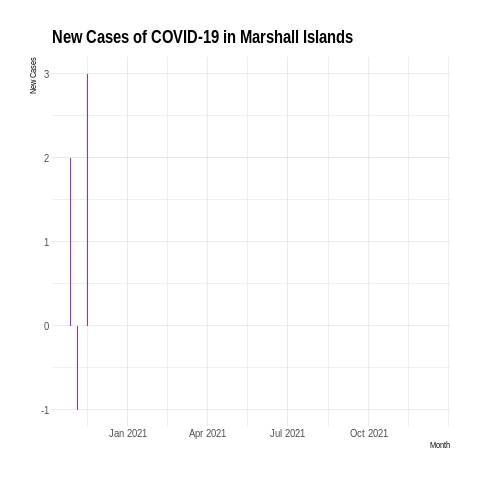 New Cases of COVID-19 in Marshall Islands
New Cases
3
2
1
0
-1
Jan 2021 Apr 2021 Jul 2021 Oct 2021
Month